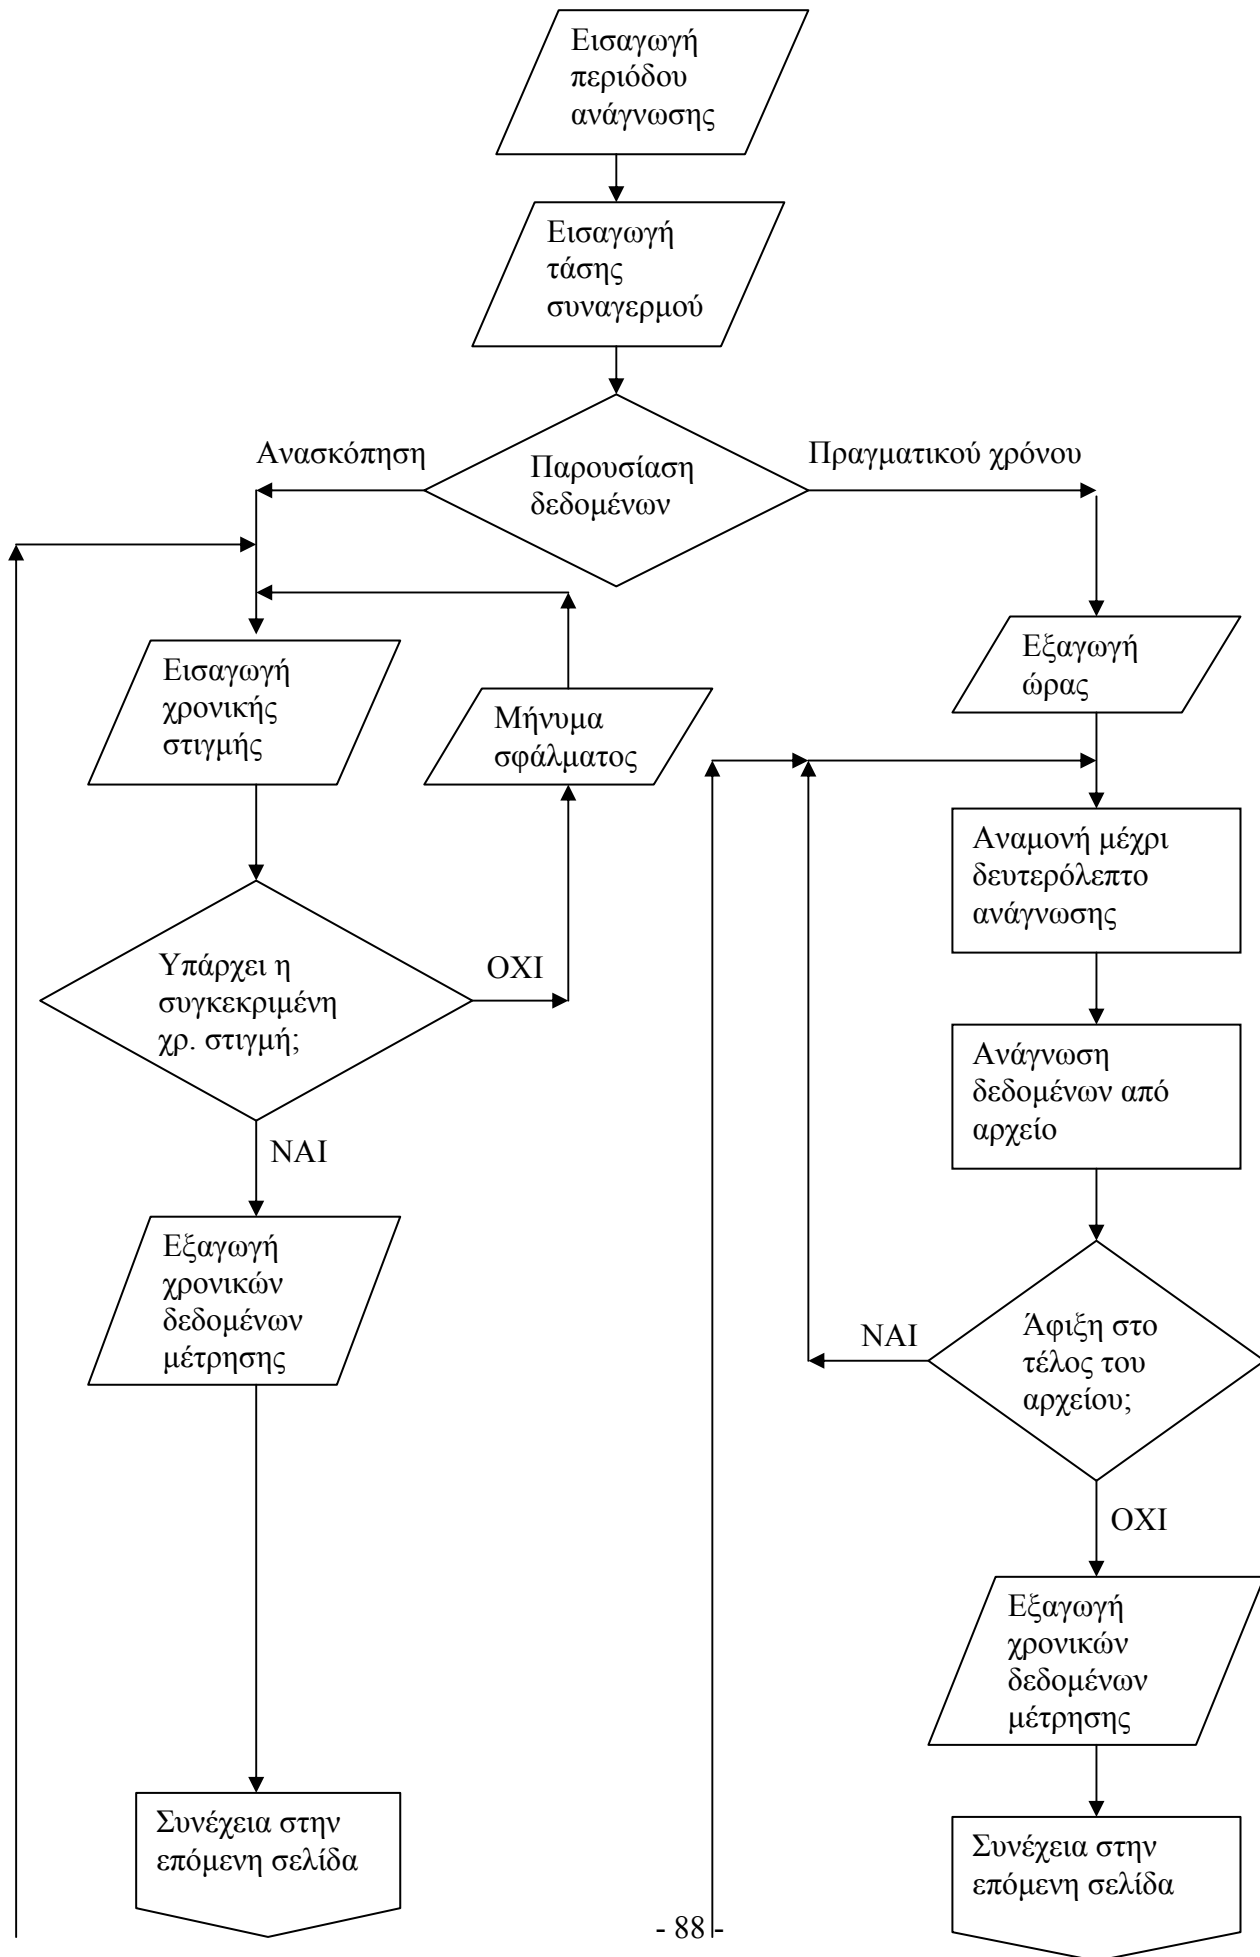 Εισαγωγή
περιόδου
ανάγνωσης
Εισαγωγή
τάσης
συναγερμού
Ανασκόπηση
Παρουσίαση
δεδομένων
Πραγματικού χρόνου
Εισαγωγή
χρονικής
στιγμής
Μήνυμα
σφάλματος
Υπάρχει η
συγκεκριμένη
χρ. στιγμή;
ΟΧΙ
ΝΑΙ
Εξαγωγή
χρονικών
δεδομένων
μέτρησης
Συνέχεια στην
επόμενη σελίδα
Εξαγωγή
ώρας
Αναμονή μέχρι
δευτερόλεπτο
ανάγνωσης
Ανάγνωση
δεδομένων από
αρχείο
ΝΑΙ
Άφιξη στο
τέλος του
αρχείου;
ΟΧΙ
Εξαγωγή
χρονικών
δεδομένων
μέτρησης
Συνέχεια στην
επόμενη σελίδα
- 88 -